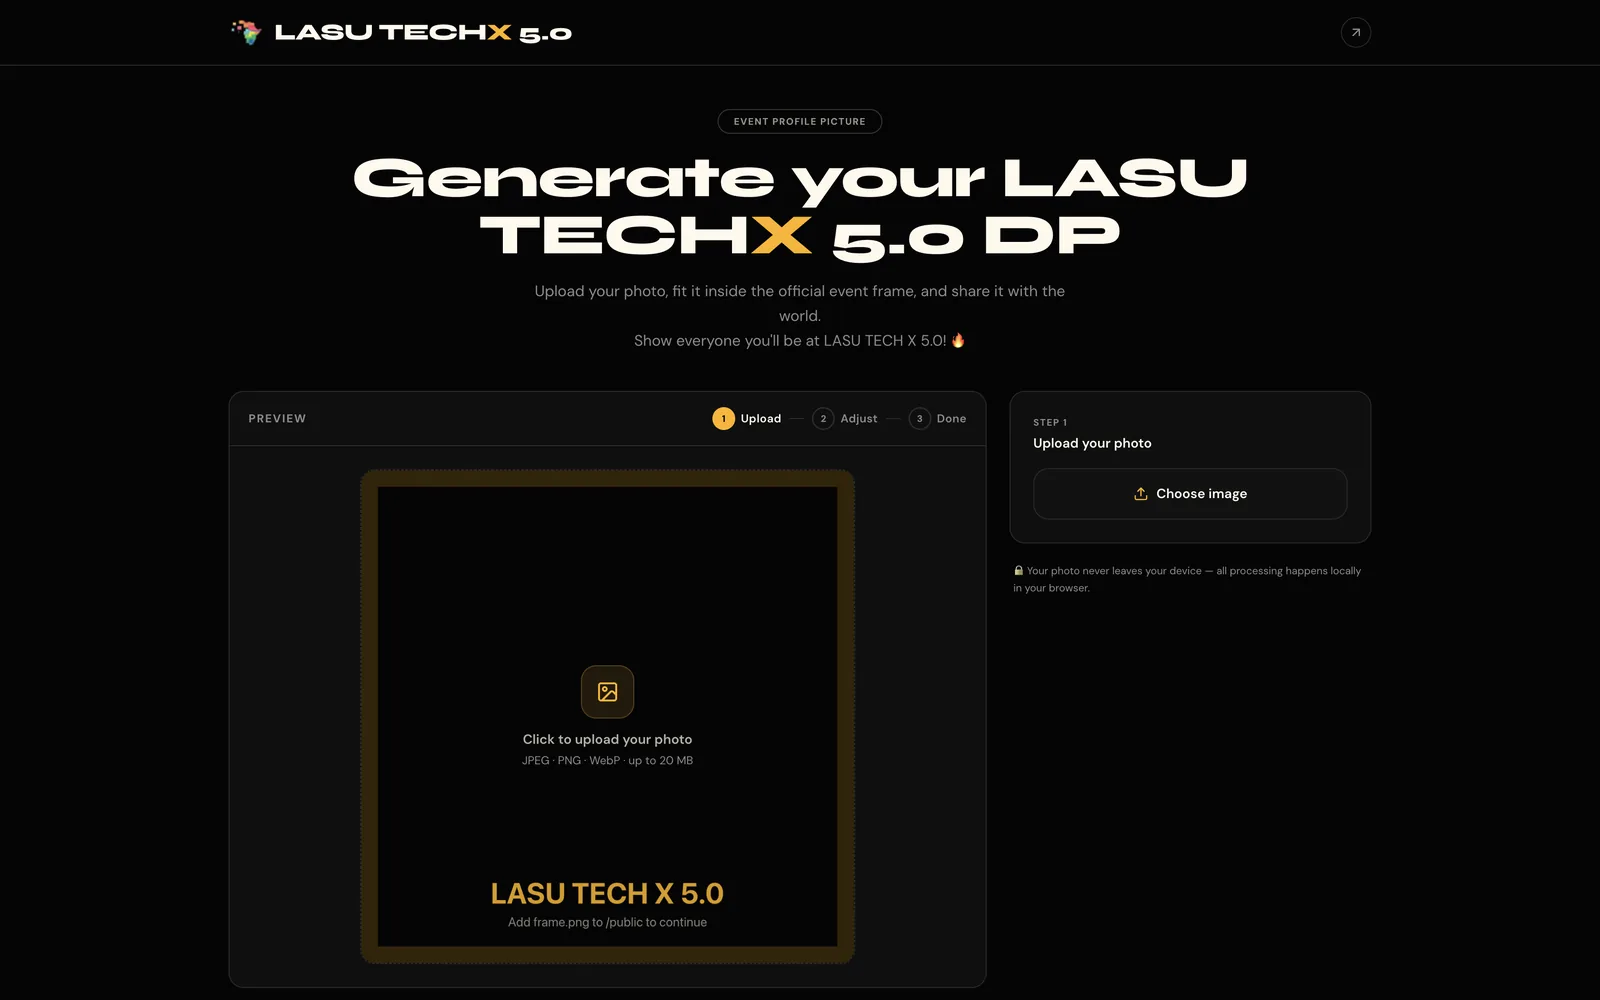 LASU TECHX 5.0
EVENT PROFILE PICTURE
Generate your LASU
TECHX 5.0 DP
Upload your photo, fit it inside the official event frame, and share it with the
world.
Show everyone you'll be at LASU TECH X 5.0! 🔥
PREVIEW
1 Upload
2 Adjust
3 Done
Click to upload your photo
JPEG · PNG · WebP · up to 20 MB
LASU TECH X 5.0
Add frame.png to /public to continue
STEP 1
Upload your photo
Choose image
🔒 Your photo never leaves your device — all processing happens locally
in your browser.